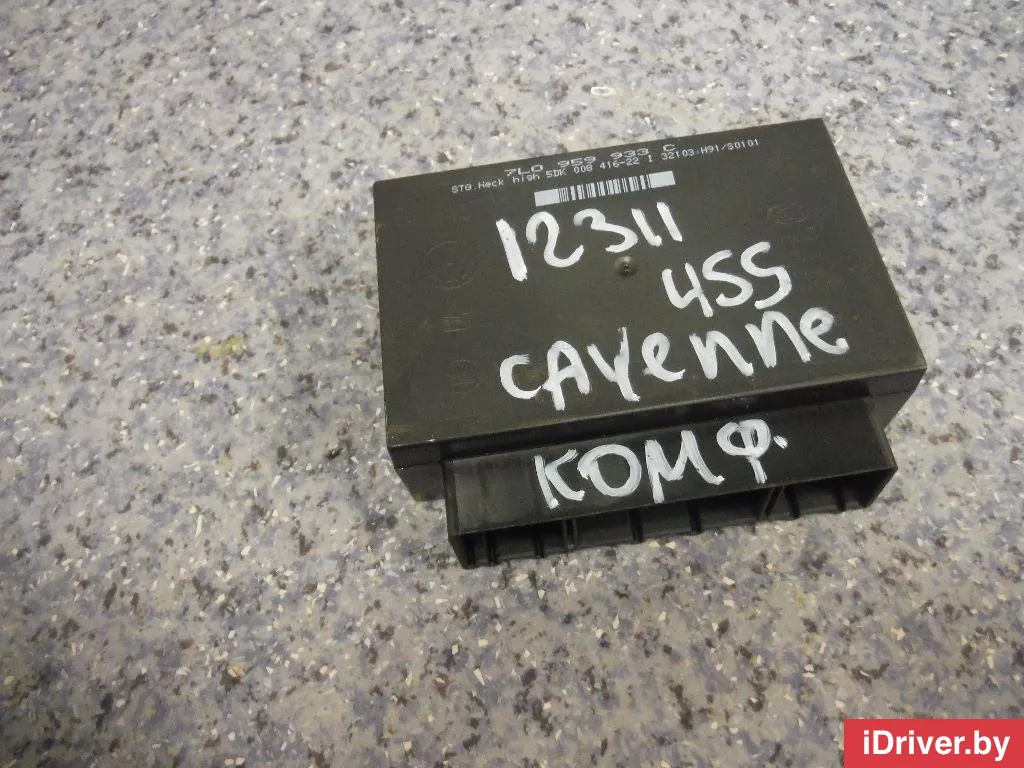 7L0 959 933 C
STG.Heck high 5DK 008 416-22 I 32103:H91/S0101
12311
455
CAYENNE
КОМФ.
iDriver.by